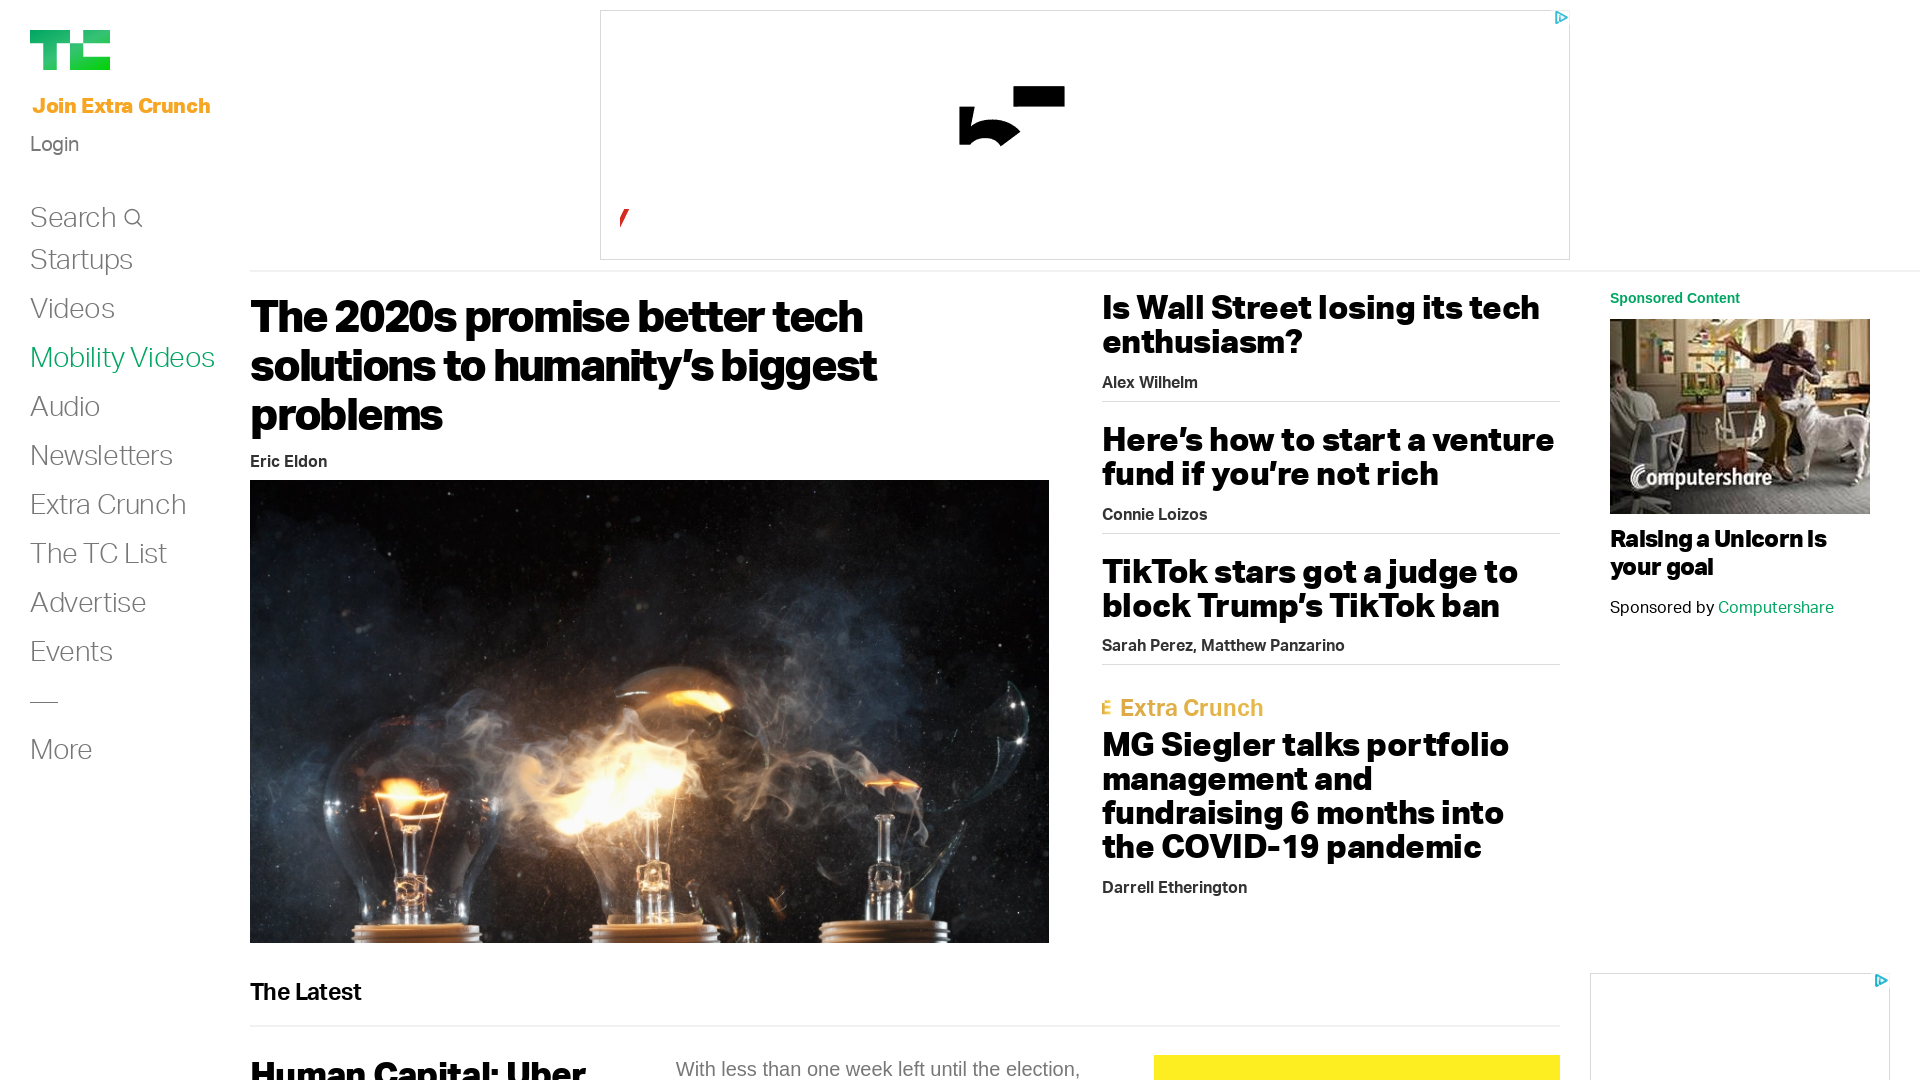 TC
Join Extra Crunch
Login
Search
Startups
Videos
Mobility Videos
Audio
Newsletters
Extra Crunch
The TC List
Advertise
Events
More
The 2020s promise better tech
solutions to humanity’s biggest
problems
Eric Eldon
Is Wall Street losing its tech
enthusiasm?
Alex Wilhelm
Here’s how to start a venture
fund if you’re not rich
Connie Loizos
TikTok stars got a judge to
block Trump’s TikTok ban
Sarah Perez, Matthew Panzarino
Extra Crunch
MG Siegler talks portfolio
management and
fundraising 6 months into
the COVID-19 pandemic
Darrell Etherington
Sponsored Content
Computershare
Raising a Unicorn is
your goal
Sponsored by Computershare
The Latest
Human Capital: Uber
With less than one week left until the election,